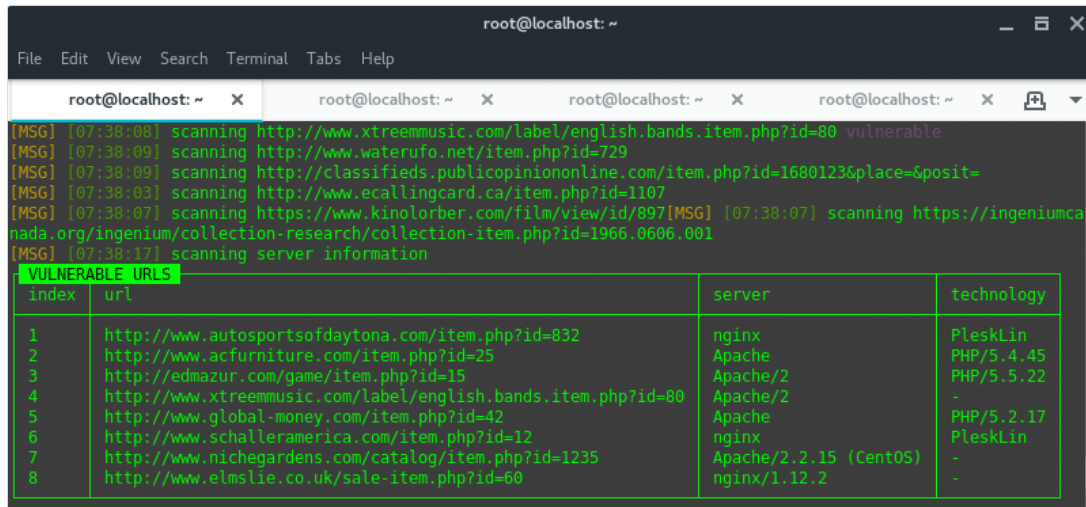 root@localhost: ~
File Edit View Search Terminal Tabs Help
root@localhost: ~ root@localhost: ~ root@localhost: ~ root@localhost: ~
[MSG] [07:38:08] scanning http://www.xtreemmusic.com/label/english.bands.item.php?id=80 vulnerable
[MSG] [07:38:09] scanning http://www.waterufo.net/item.php?id=729
[MSG] [07:38:09] scanning http://classifieds.publicopiniononline.com/item.php?id=1680123&place=&posit=
[MSG] [07:38:03] scanning http://www.ecallingcard.ca/item.php?id=1107
[MSG] [07:38:07] scanning https://www.kinolorber.com/film/view/id/897[MSG] [07:38:07] scanning https://ingeniumca
nada.org/ingenium/collection-research/collection-item.php?id=1966.0606.001
[MSG] [07:38:17] scanning server information
VULNERABLE URLS
index url server technology
1 http://www.autosportsofdaytona.com/item.php?id=832 nginx PleskLin
2 http://www.acfurniture.com/item.php?id=25 Apache PHP/5.4.45
3 http://edmazur.com/game/item.php?id=15 Apache/2 PHP/5.5.22
4 http://www.xtreemmusic.com/label/english.bands.item.php?id=80 Apache/2 -
5 http://www.global-money.com/item.php?id=42 Apache PHP/5.2.17
6 http://www.schalleramerica.com/item.php?id=12 nginx PleskLin
7 http://www.nichegardens.com/catalog/item.php?id=1235 Apache/2.2.15 (CentOS) -
8 http://www.elmslie.co.uk/sale-item.php?id=60 nginx/1.12.2 -